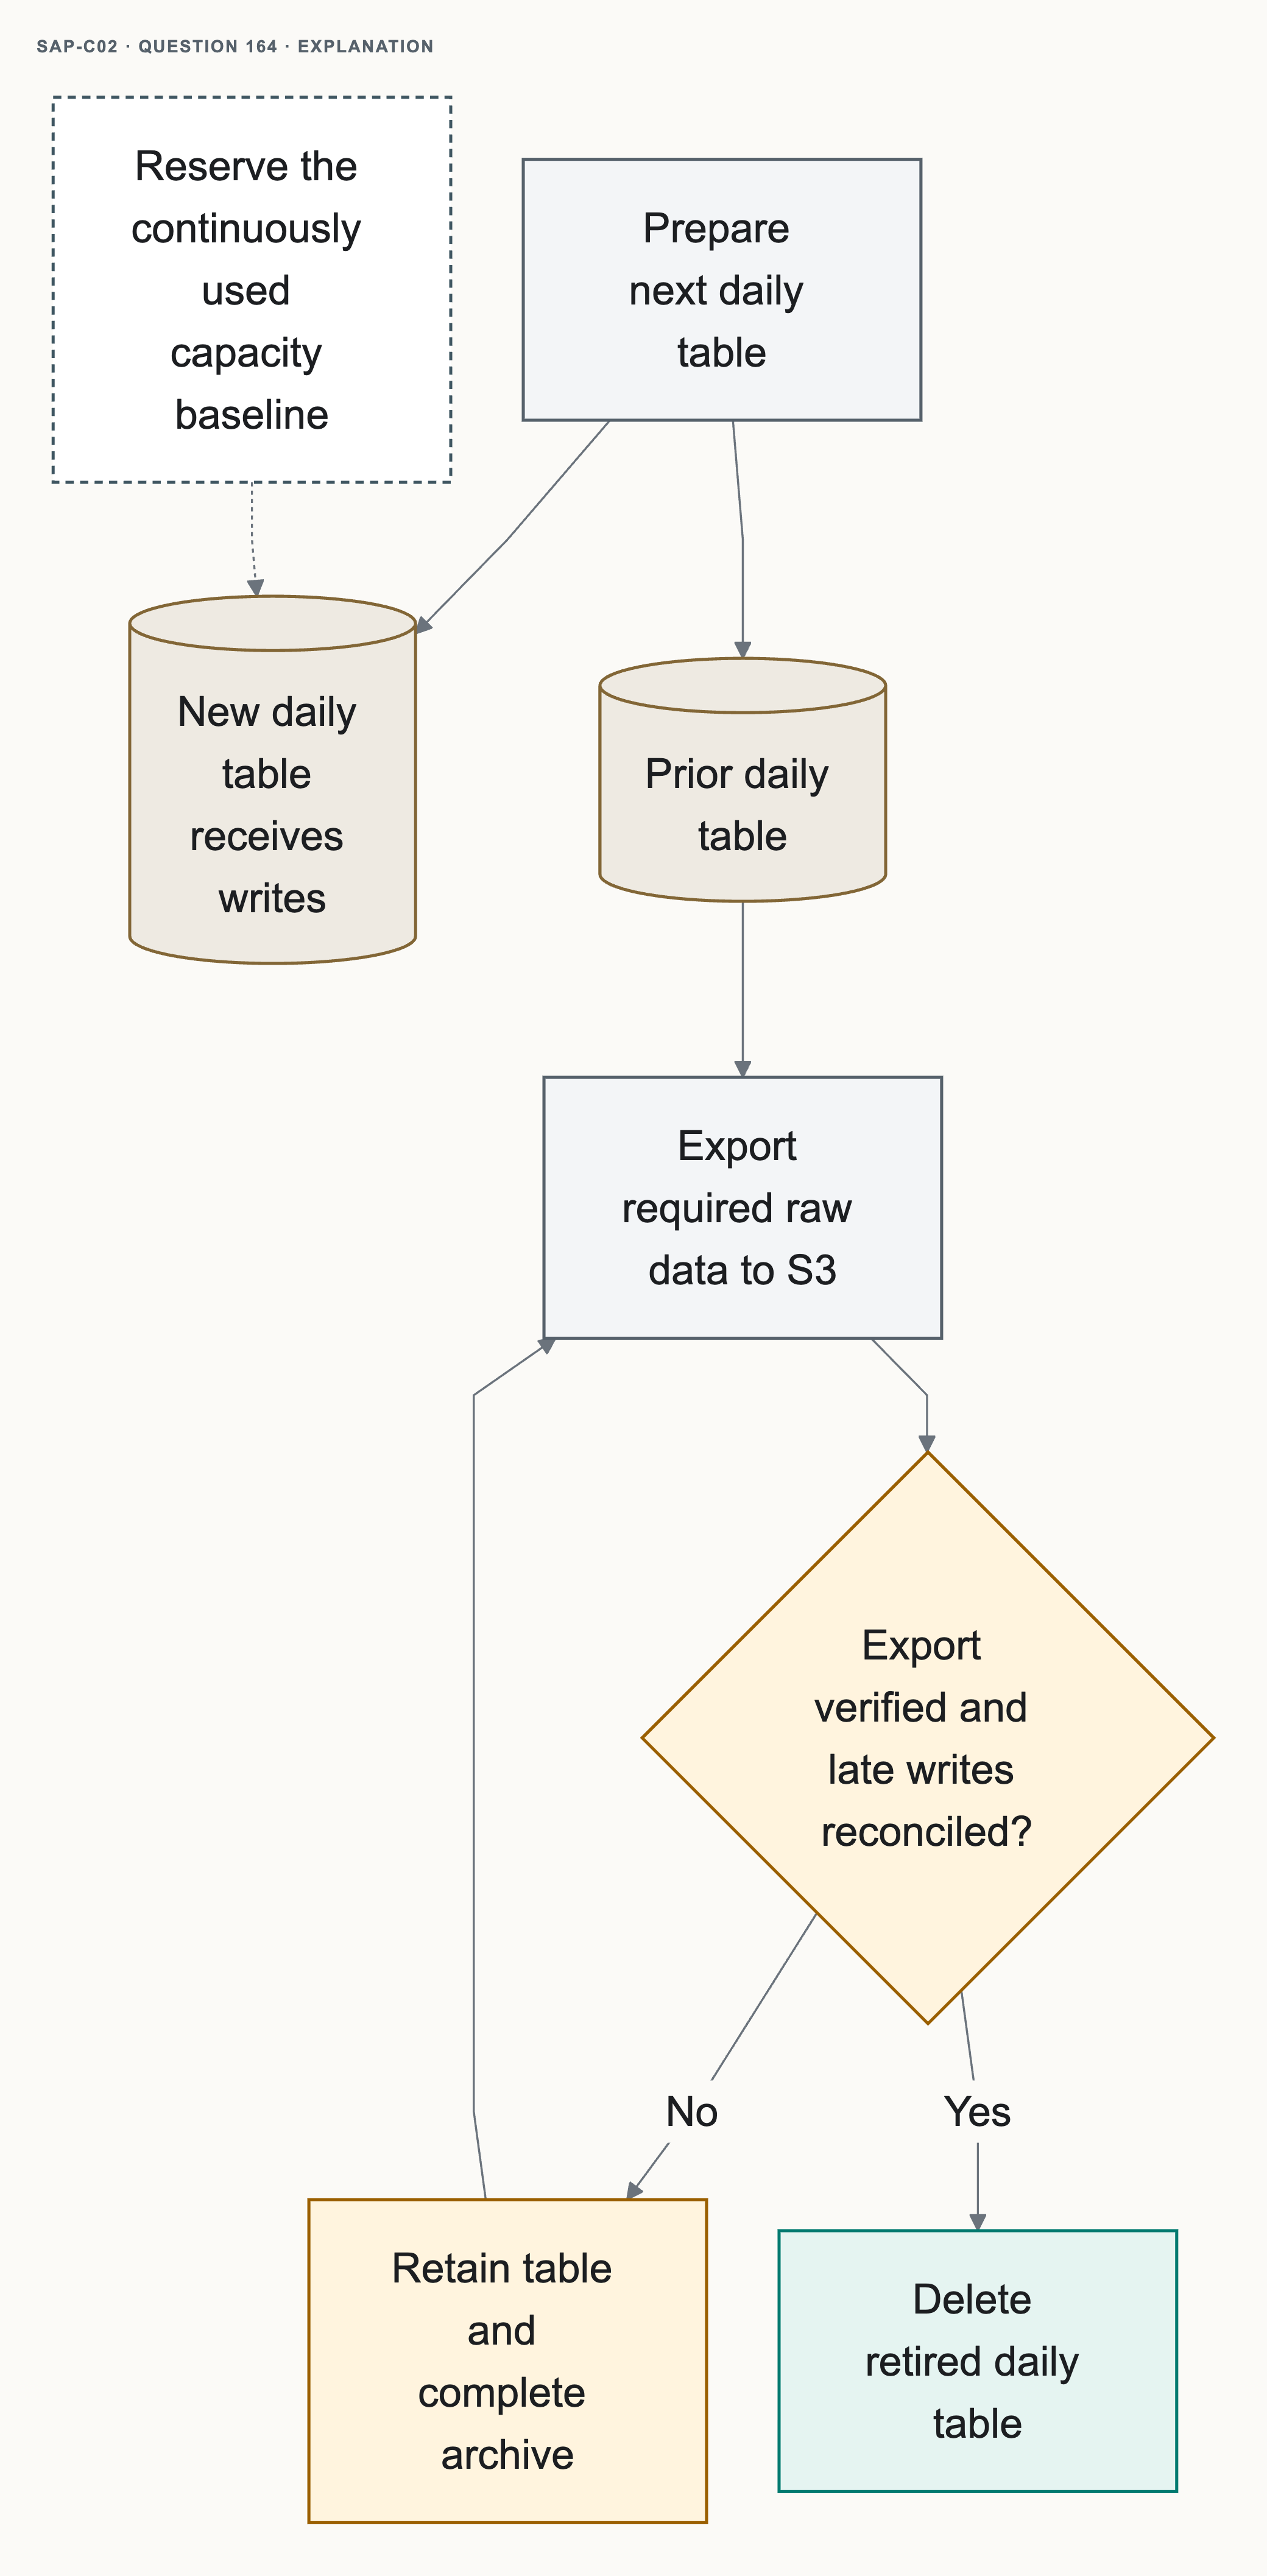 SAP-C02 · QUESTION 164 · EXPLANATION
Reserve the
continuously
used
capacity
baseline
Prepare
next daily
table
New daily
table
receives
writes
Prior daily
table
Export
required raw
data to S3
Export
verified and
late writes
reconciled?
No
Yes
Retain table
and
complete
archive
Delete
retired daily
table